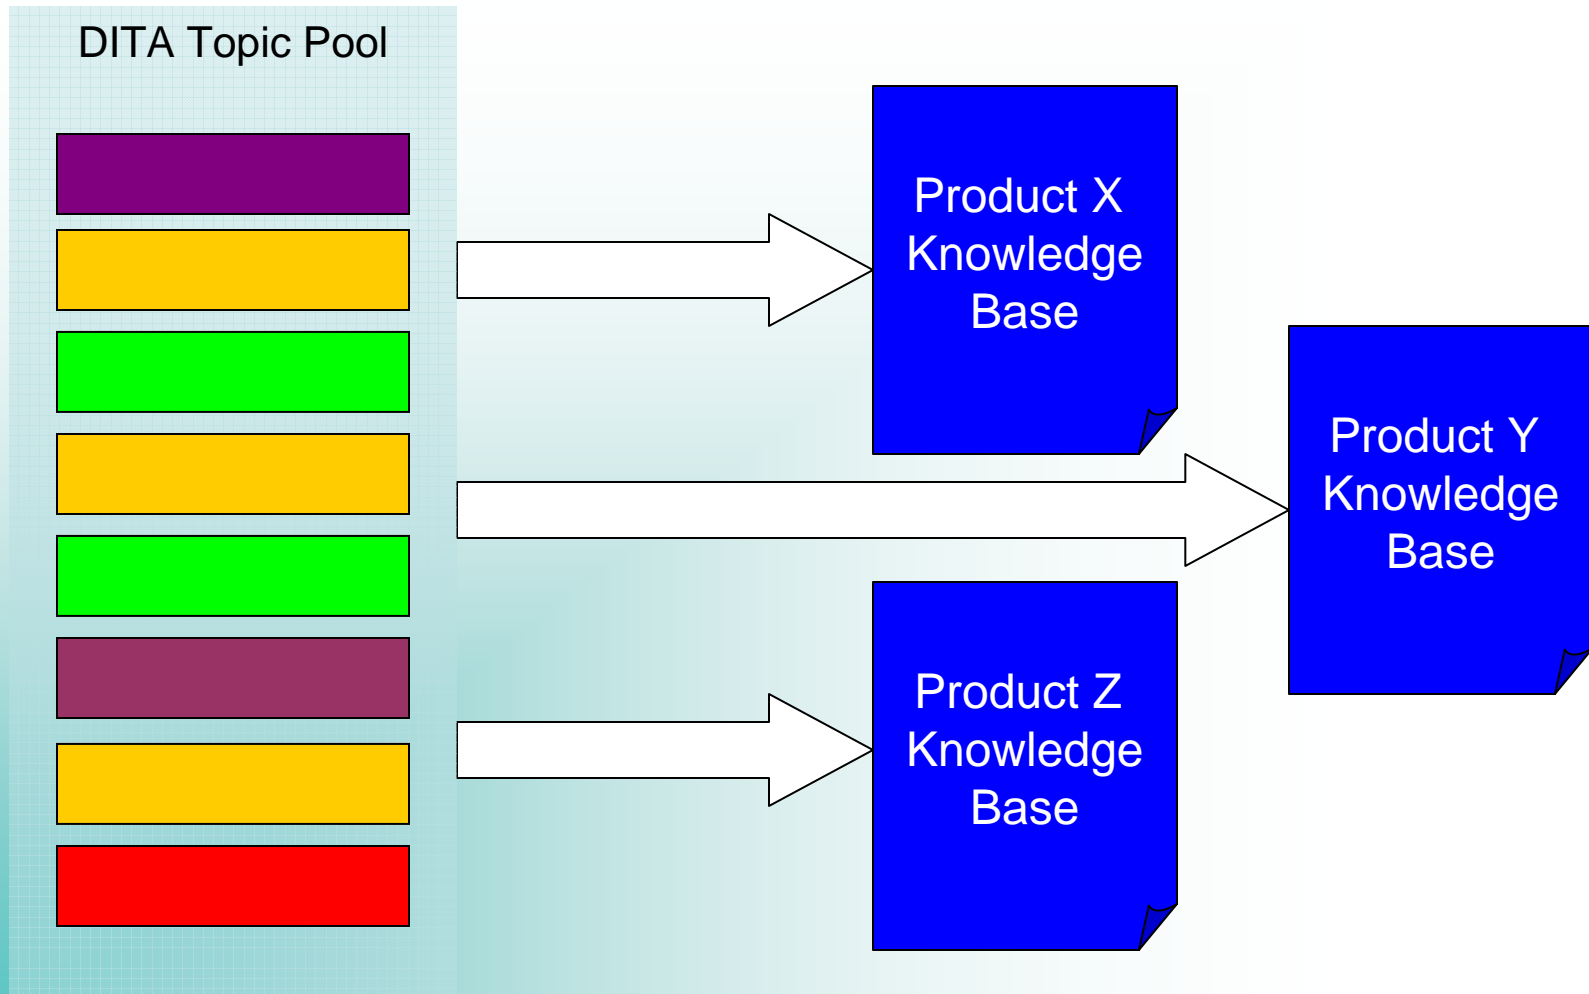 DITA Topic Pool
Product X
Knowledge
Base
Product Y
Knowledge
Base
Product Z
Knowledge
Base